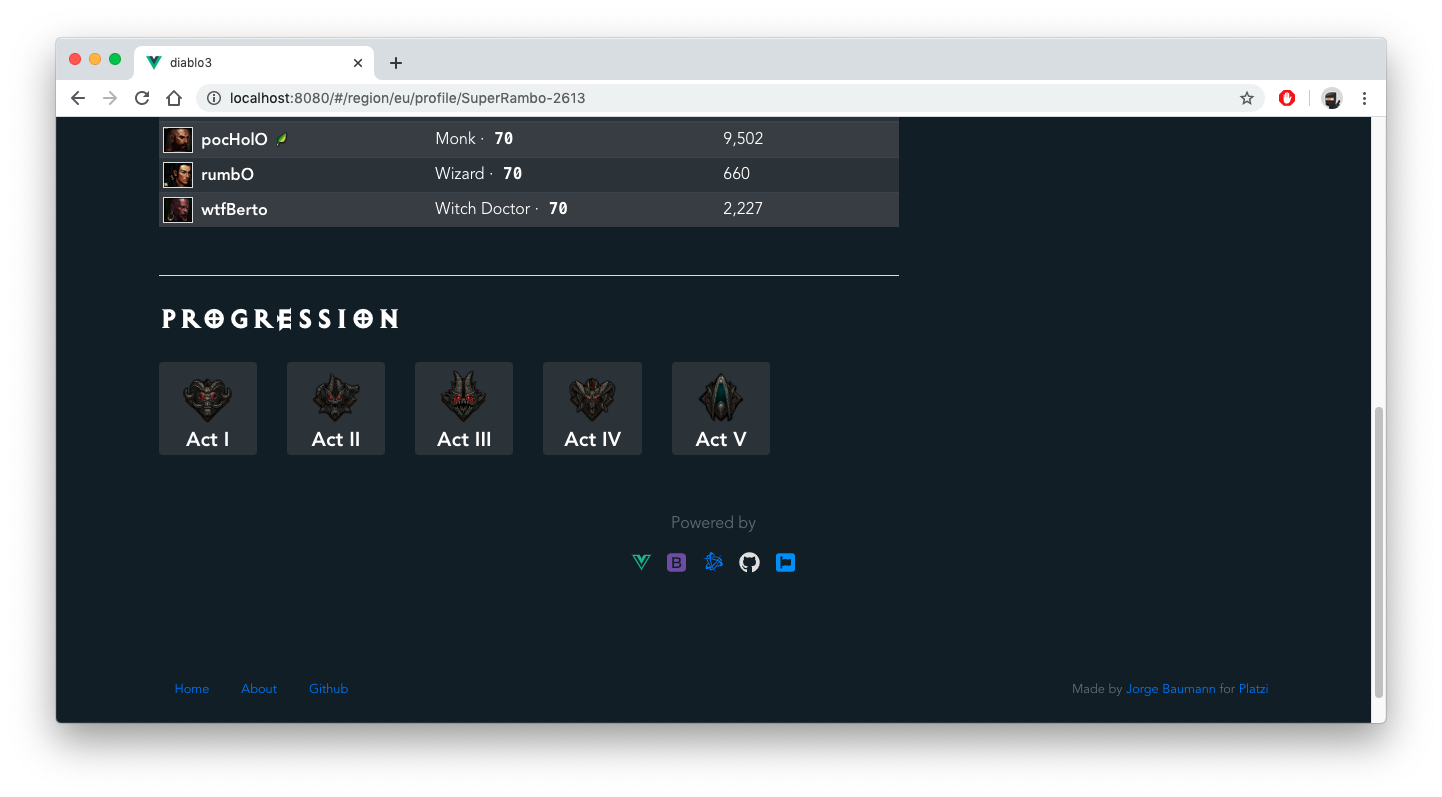 diablo3
localhost:8080/#/region/eu/profile/SuperRambo-2613
pocHolO Monk · 70 9,502
rumbO Wizard · 70 660
wtfBerto Witch Doctor · 70 2,227
PROGRESSION
Act I Act II Act III Act IV Act V
Powered by
B
Home About Github Made by Jorge Baumann for Platzi